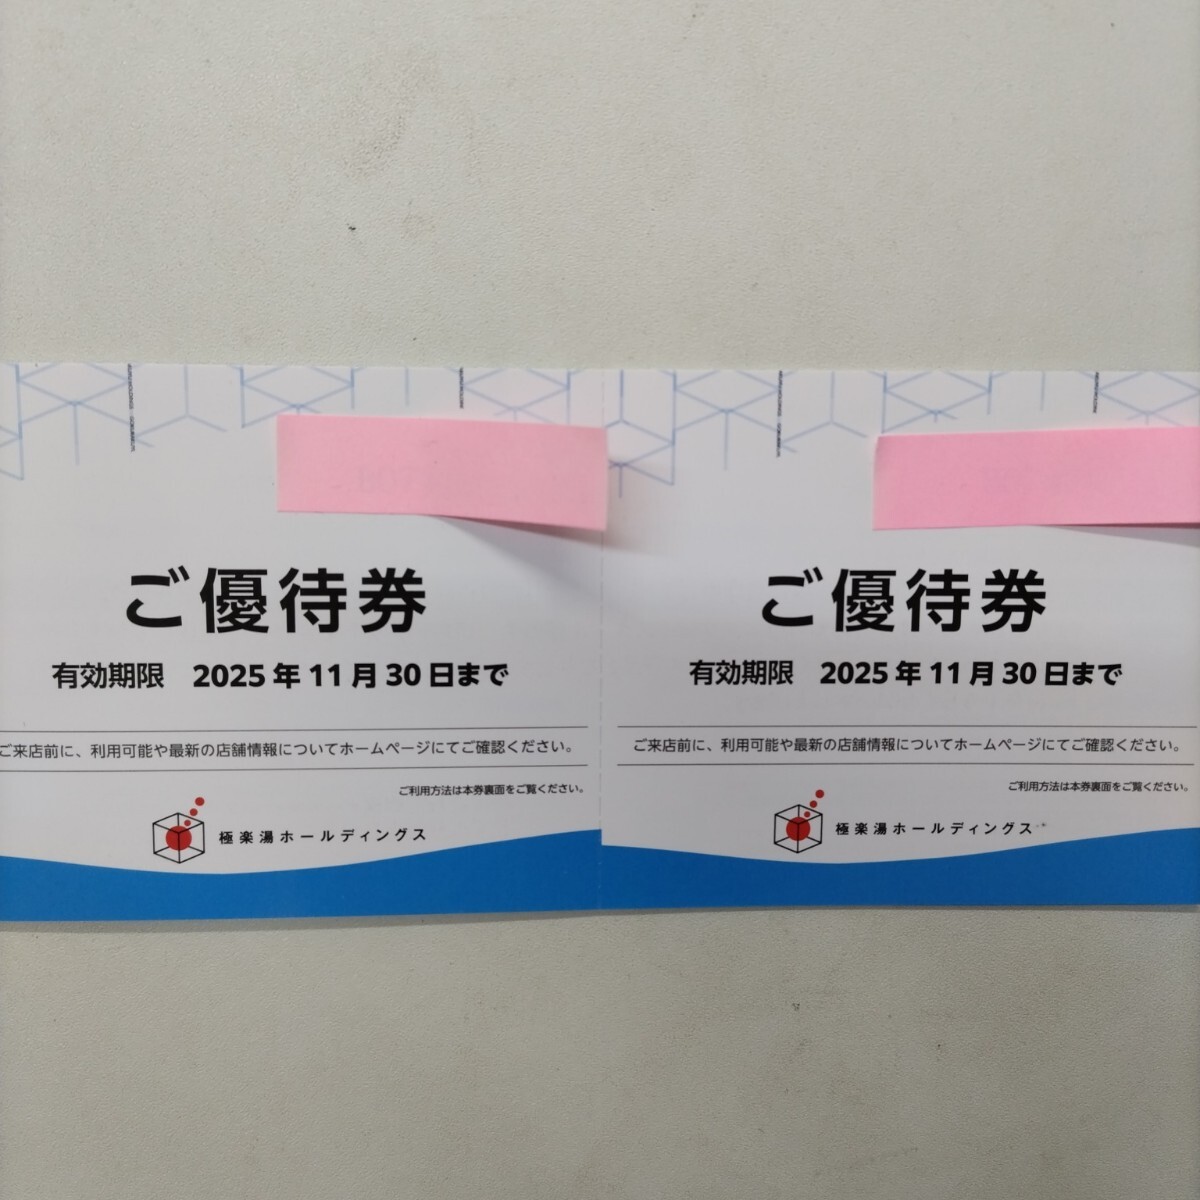 ご優待券
有効期限 2025年11月30日まで
ご来店前に、利用可能や最新の店舗情報についてホームページにてご確認ください。
ご利用方法は本券裏面をご覧ください。
極楽湯ホールディングス
ご優待券
有効期限 2025年11月30日まで
ご来店前に、利用可能や最新の店舗情報についてホームページにてご確認ください。
ご利用方法は本券裏面をご覧ください。
極楽湯ホールディングス